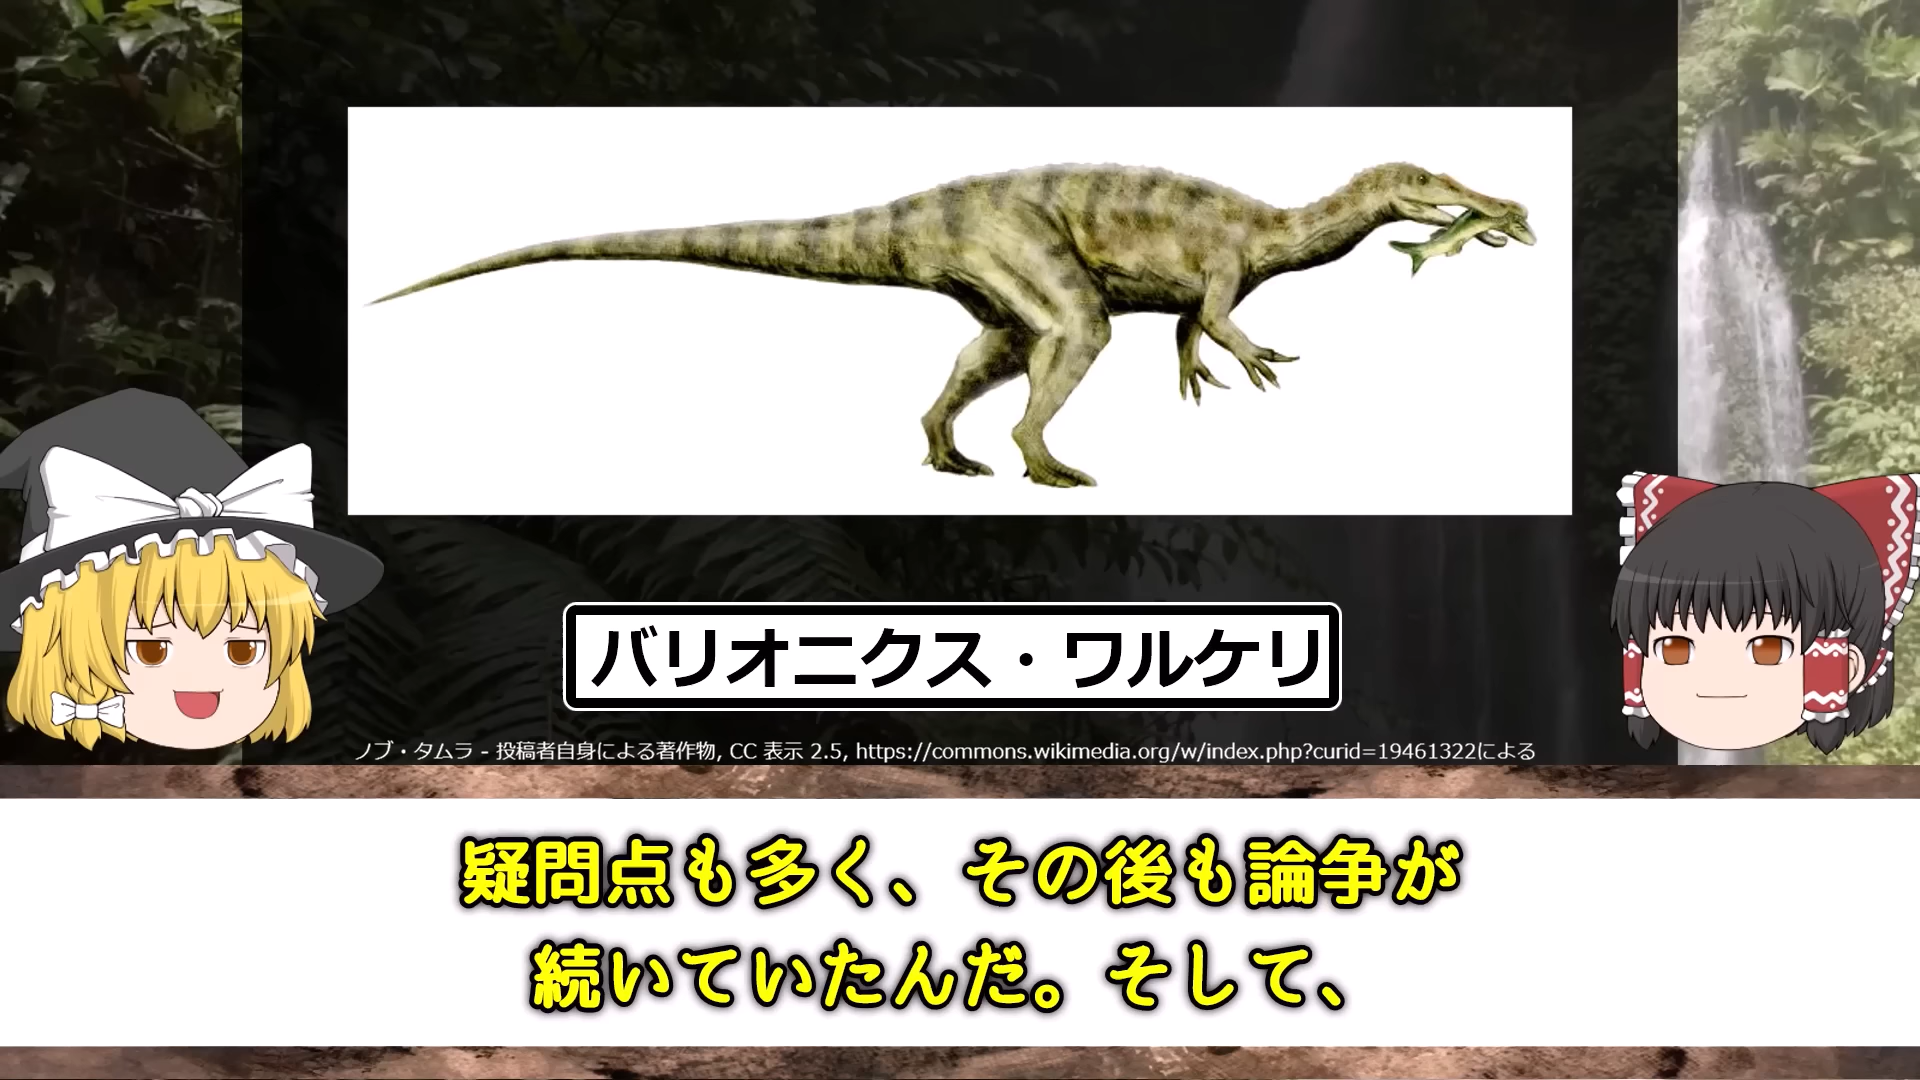 バリオニクス・ワルケリ
ノブ・タムラ - 投稿者自身による著作物, CC 表示 2.5, https://commons.wikimedia.org/w/index.php?curid=19461322による
疑問点も多く、その後も論争が
続いていたんだ。そして、